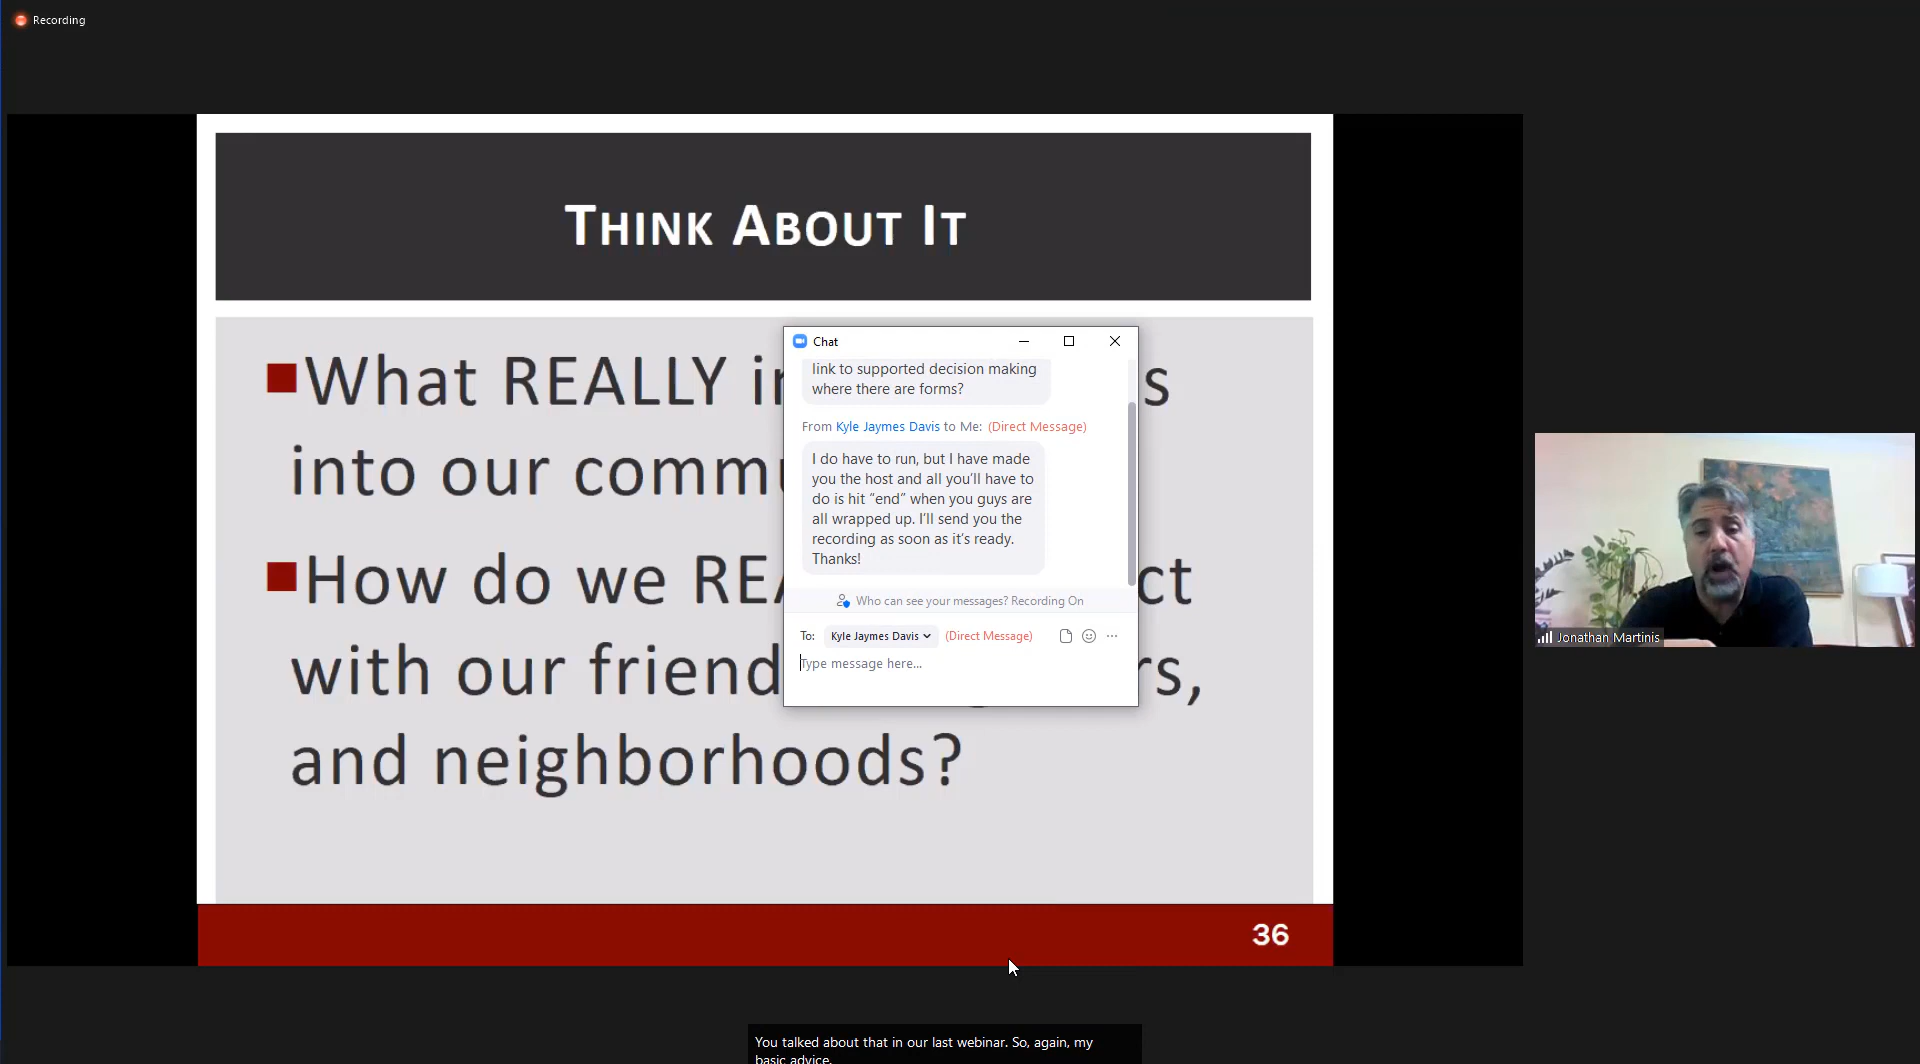 Recording
THINK ABOUT IT
What REALLY
into our
How do we
with our
and neighborhoods?
36
Chat
link to supported decision making
where there are forms?
From Kyle Jaymes Davis to Me: (Direct Message)
I do have to run, but I have made
you the host and all you’ll have to
do is hit “end” when you guys are
all wrapped up. I’ll send you the
recording as soon as it’s ready.
Thanks!
Who can see your messages? Recording On
To: Kyle Jaymes Davis (Direct Message)
Type message here...
Jonathan Martinis
You talked about that in our last webinar. So, again, my
basic advice.